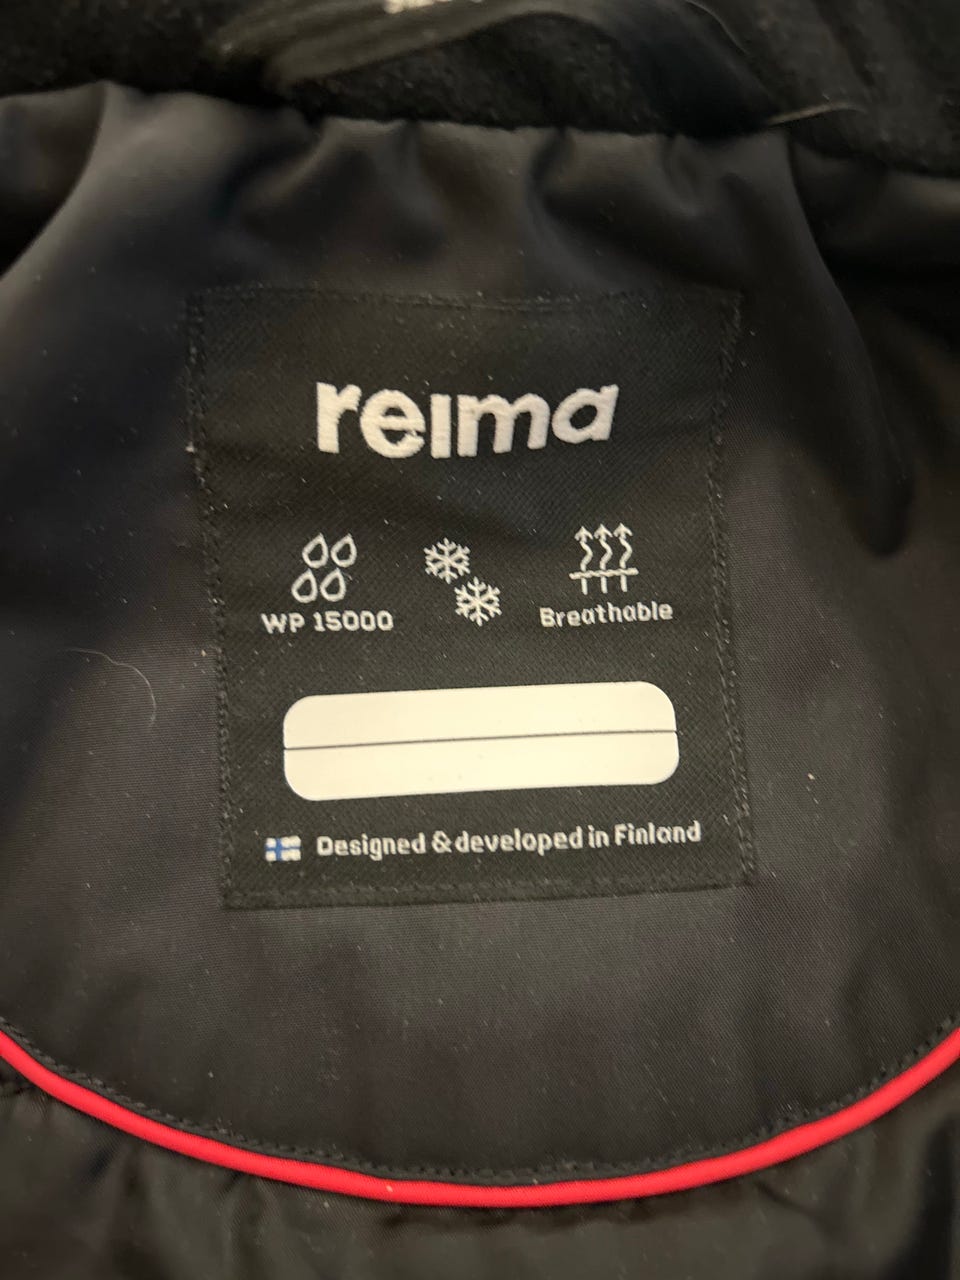 reima
WP 15000
Breathable
Designed & developed in Finland